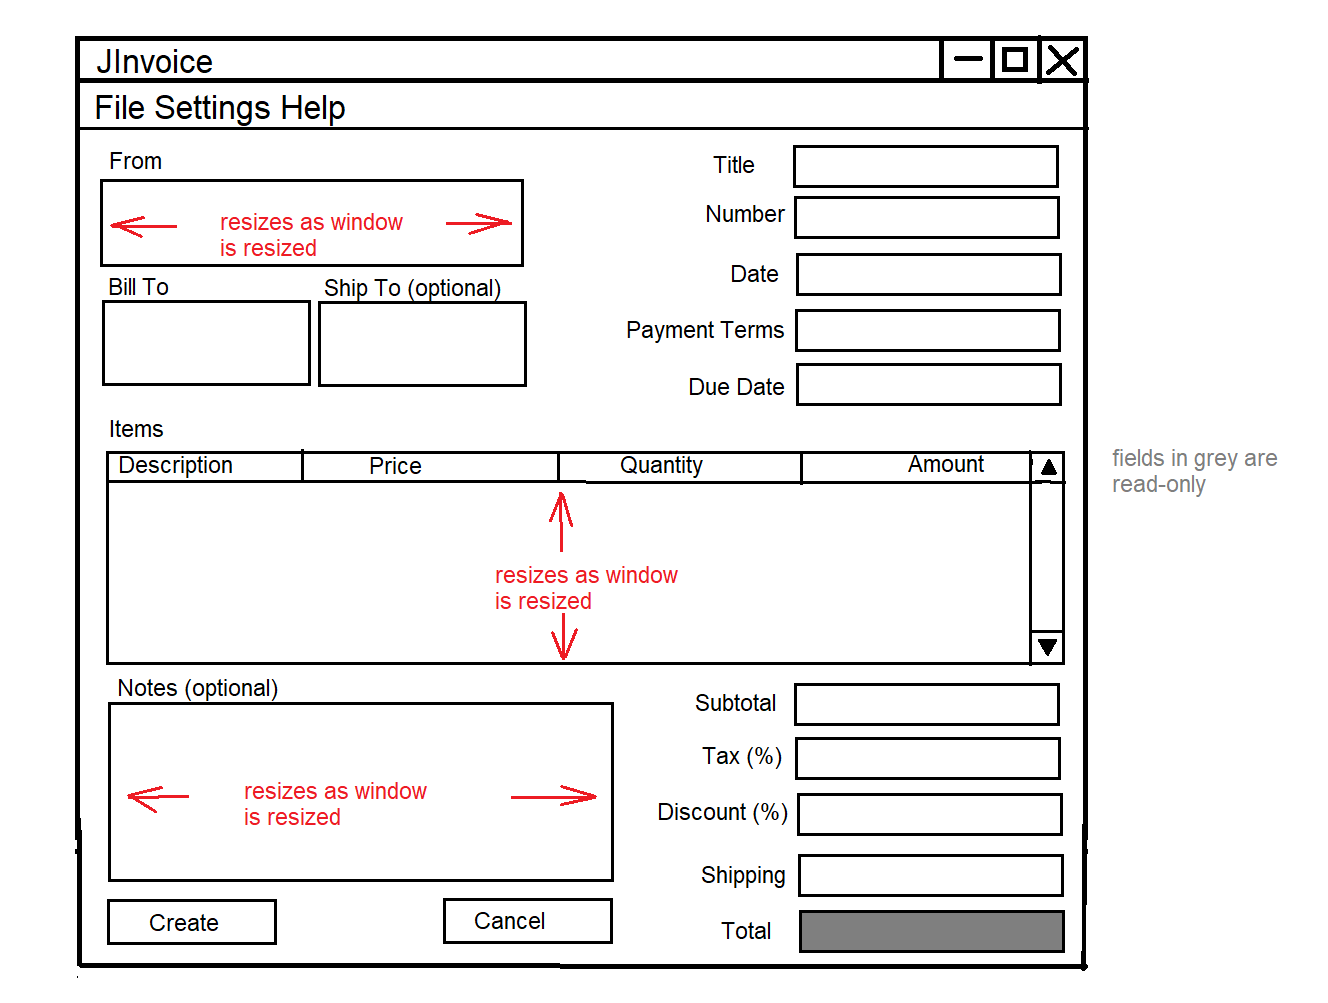 JInvoice
File Settings Help
From
resizes as window
is resized
Bill To
Ship To (optional)
Title
Number
Date
Payment Terms
Due Date
Items
Description Price Quantity Amount
resizes as window
is resized
fields in grey are
read-only
Notes (optional)
resizes as window
is resized
Create
Cancel
Subtotal
Tax (%)
Discount (%)
Shipping
Total